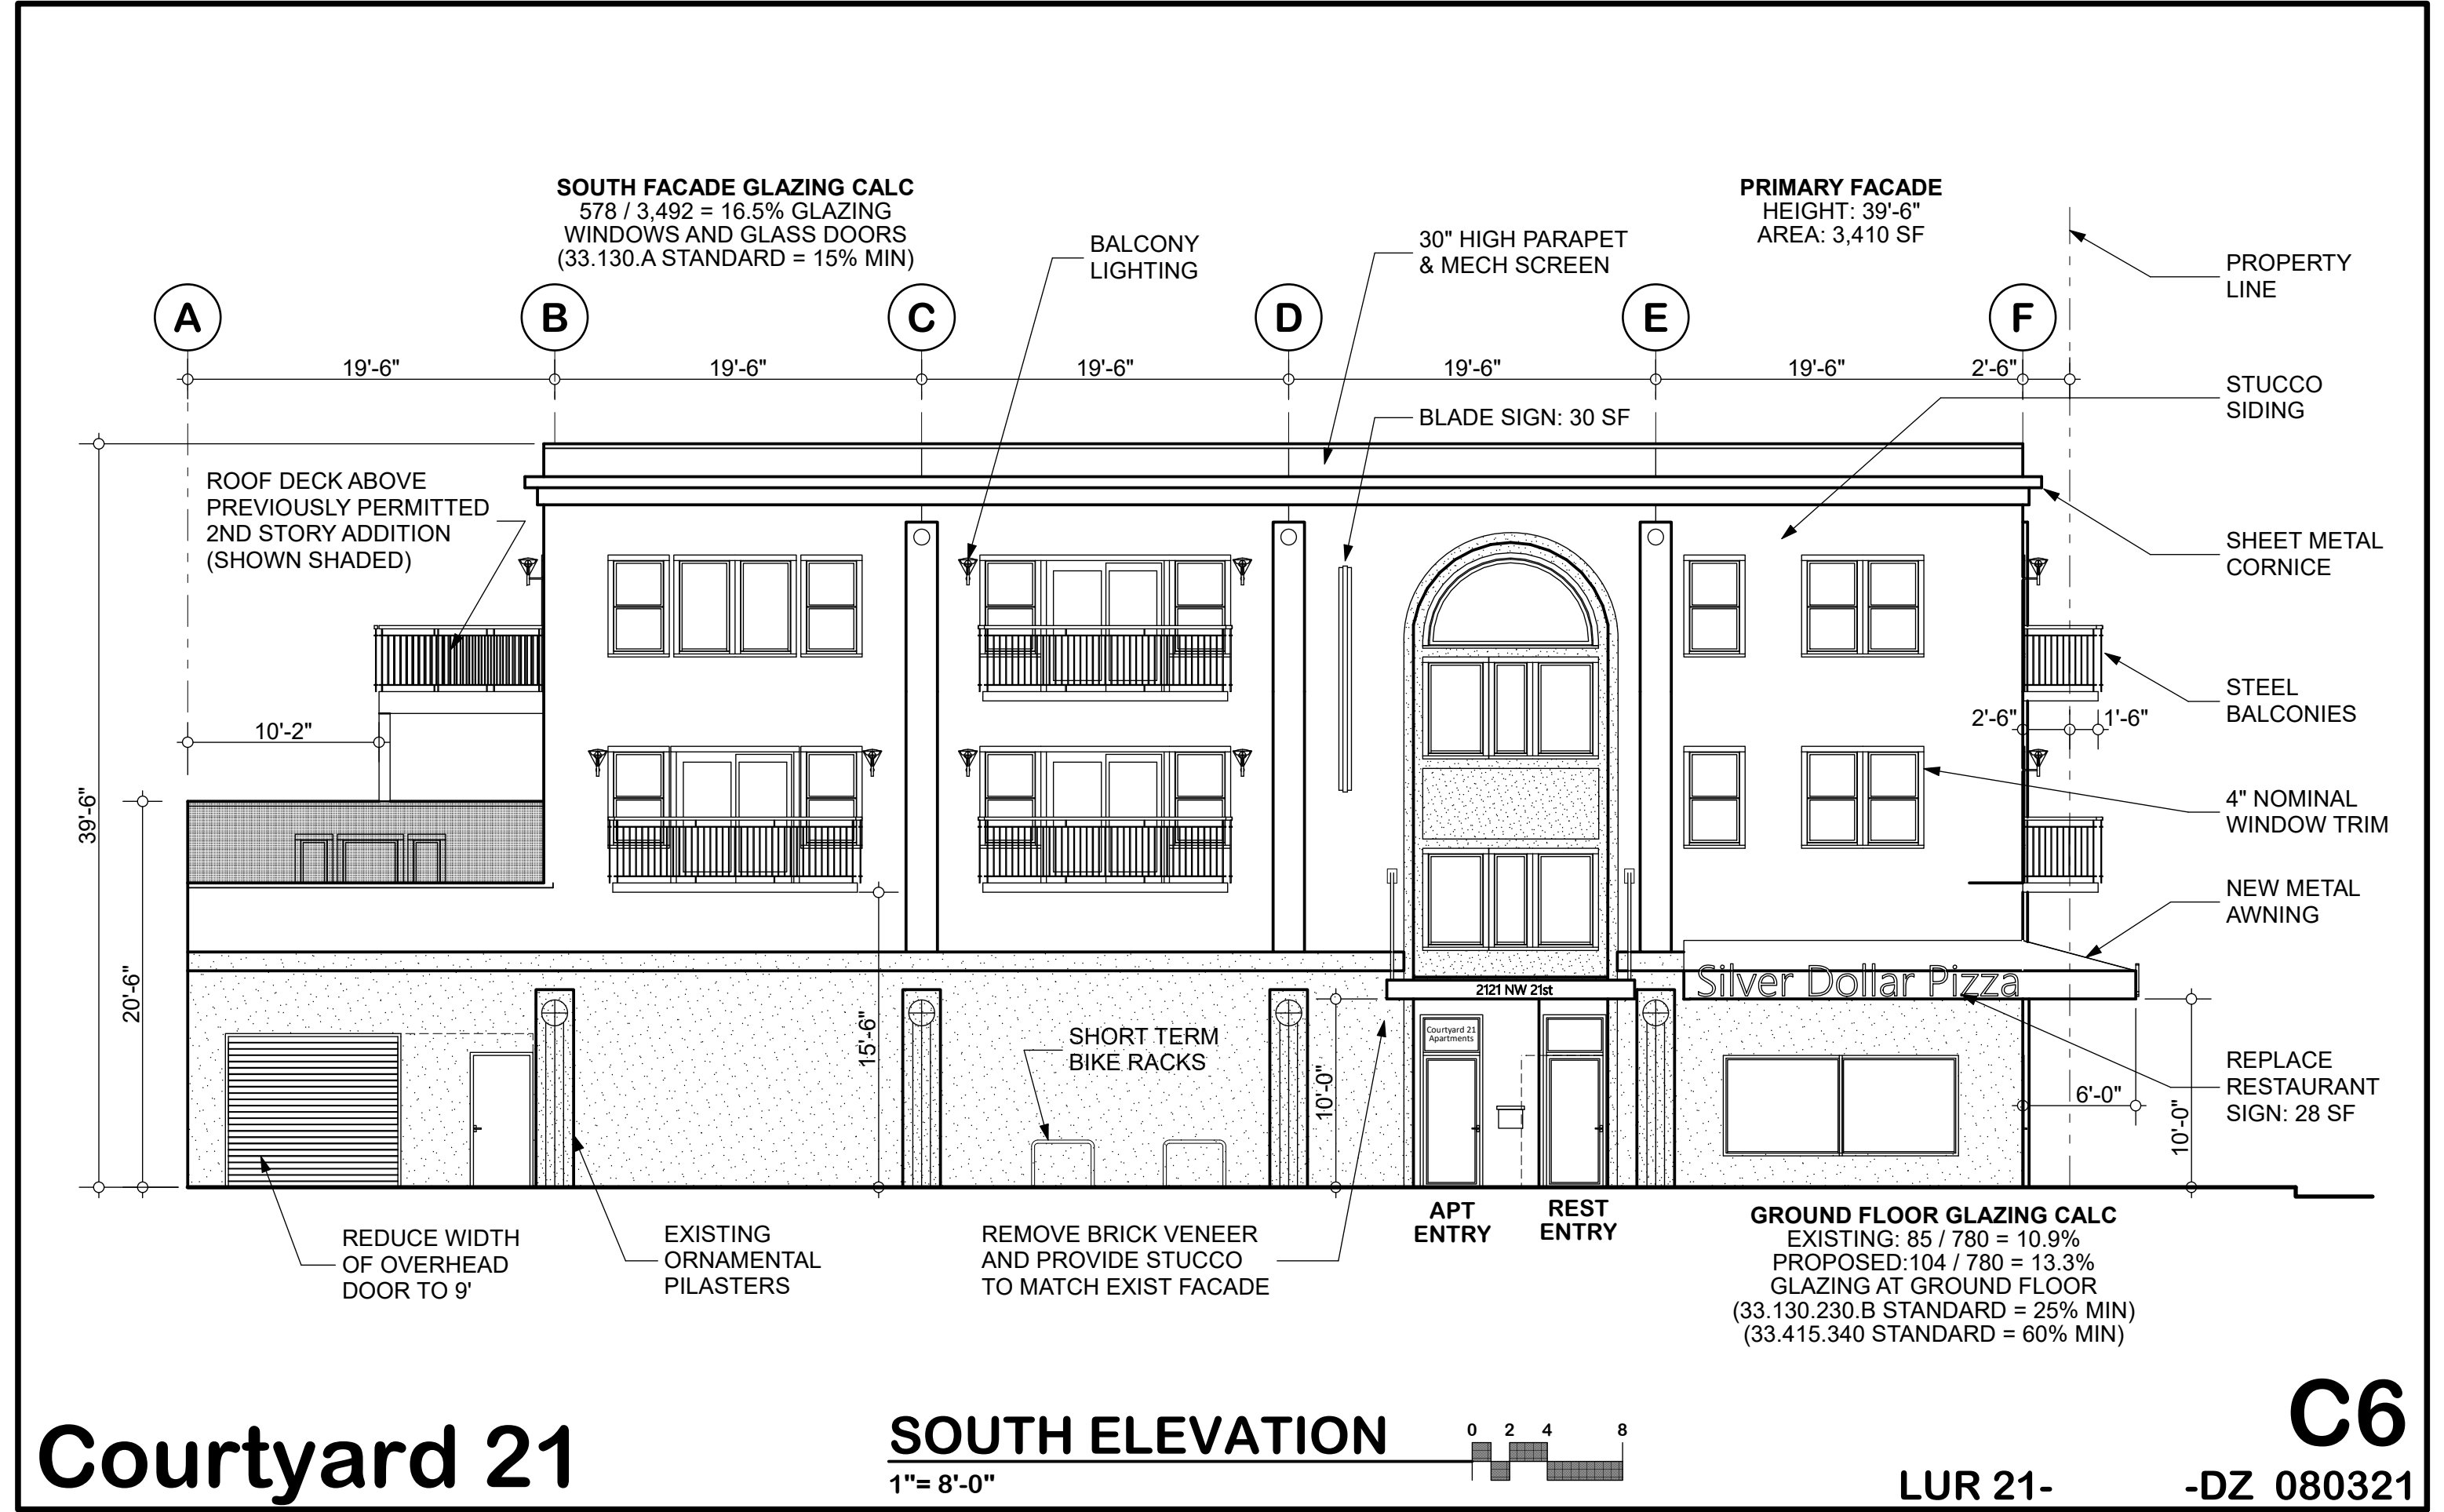 SOUTH FACADE GLAZING CALC
578 / 3,492 = 16.5% GLAZING
WINDOWS AND GLASS DOORS
(33.130.A STANDARD = 15% MIN)
PRIMARY FACADE
HEIGHT: 39'-6"
AREA: 3,410 SF
BALCONY
LIGHTING
30" HIGH PARAPET
& MECH SCREEN
PROPERTY
LINE
A
B
C
D
E
F
19'-6"
19'-6"
19'-6"
19'-6"
19'-6"
2'-6"
STUCCO
SIDING
BLADE SIGN: 30 SF
ROOF DECK ABOVE
PREVIOUSLY PERMITTED
2ND STORY ADDITION
(SHOWN SHADED)
SHEET METAL
CORNICE
STEEL
BALCONIES
10'-2"
2'-6"
1'-6"
39'-6"
4" NOMINAL
WINDOW TRIM
NEW METAL
AWNING
20'-6"
Silver Dollar Pizza
2121 NW 21st
15'-6"
SHORT TERM
BIKE RACKS
10'-0"
Courtyard 21
Apartments
6'-0"
10'-0"
REPLACE
RESTAURANT
SIGN: 28 SF
REDUCE WIDTH
OF OVERHEAD
DOOR TO 9'
EXISTING
ORNAMENTAL
PILASTERS
REMOVE BRICK VENEER
AND PROVIDE STUCCO
TO MATCH EXIST FACADE
APT
ENTRY
REST
ENTRY
GROUND FLOOR GLAZING CALC
EXISTING: 85 / 780 = 10.9%
PROPOSED:104 / 780 = 13.3%
GLAZING AT GROUND FLOOR
(33.130.230.B STANDARD = 25% MIN)
(33.415.340 STANDARD = 60% MIN)
Courtyard 21
SOUTH ELEVATION
1"= 8'-0"
0 2 4 8
C6
LUR 21- -DZ 080321